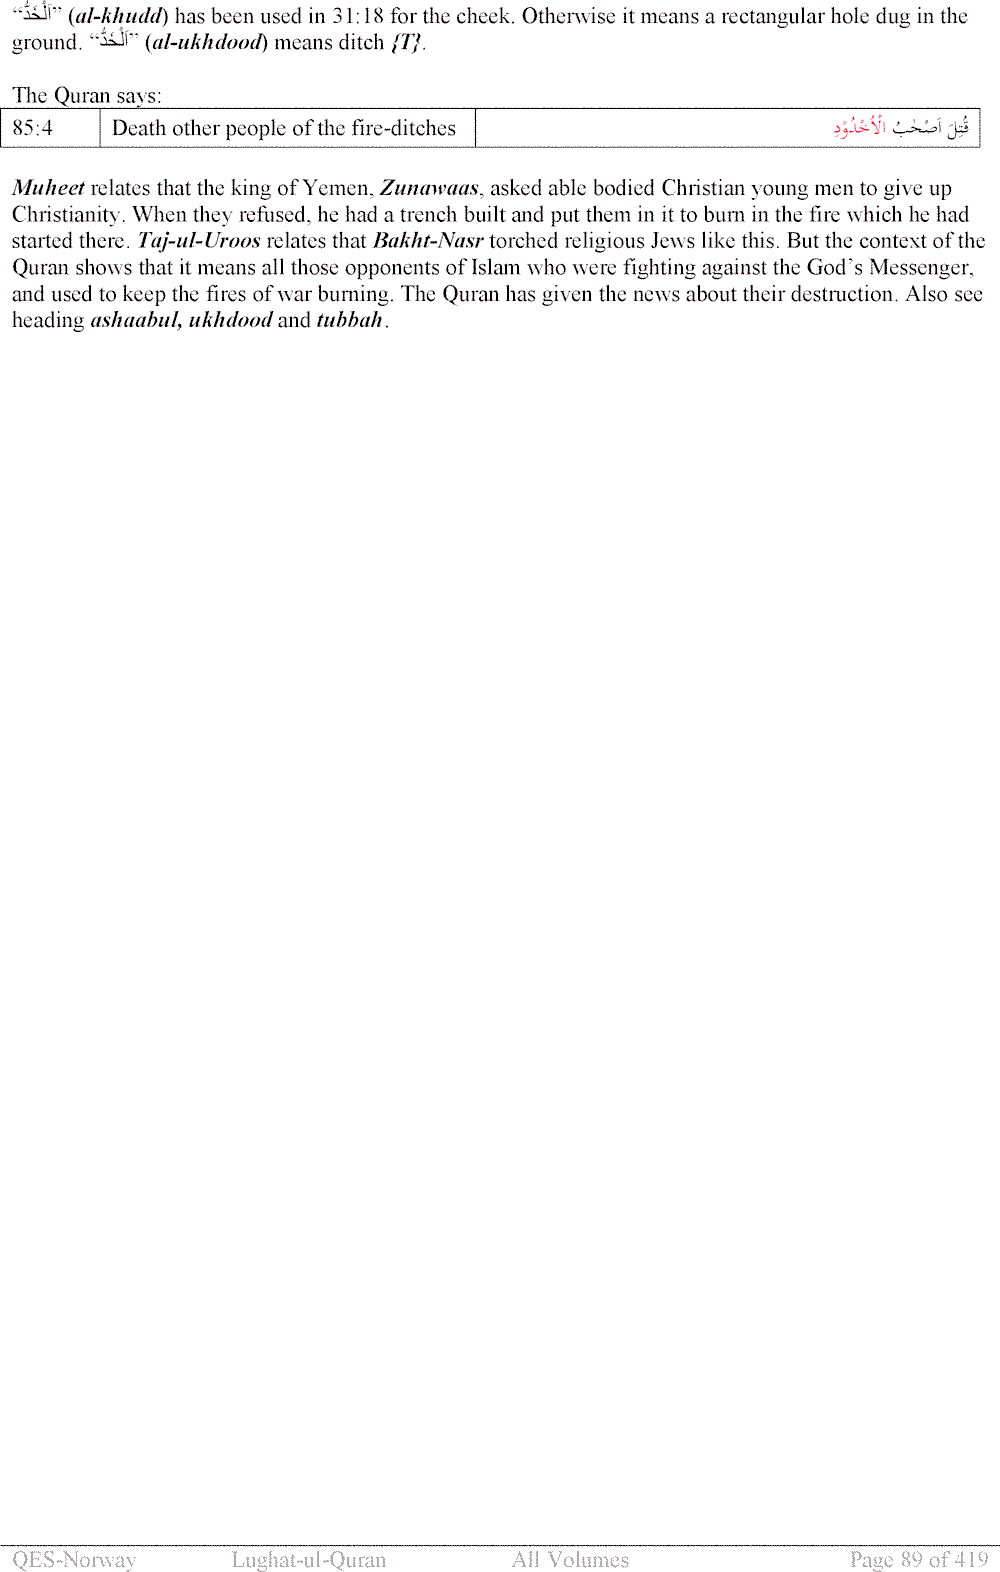 “اَلْخَدُّ” (al-khudd) has been used in 31:18 for the cheek. Otherwise it means a rectangular hole dug in the
ground. “اَلْخَدُّ” (al-ukhdood) means ditch {T}.
The Quran says:
85:4 Death other people of the fire-ditches قُتِلَ اَصْحٰبُ الْاُخْدُوْدِ
Muheet relates that the king of Yemen, Zunawaas, asked able bodied Christian young men to give up
Christianity. When they refused, he had a trench built and put them in it to burn in the fire which he had
started there. Taj-ul-Uroos relates that Bakht-Nasr torched religious Jews like this. But the context of the
Quran shows that it means all those opponents of Islam who were fighting against the God’s Messenger,
and used to keep the fires of war burning. The Quran has given the news about their destruction. Also see
heading ashaabul, ukhdood and tubbah.
QES-Norway Lughat-ul-Quran All Volumes Page 89 of 419